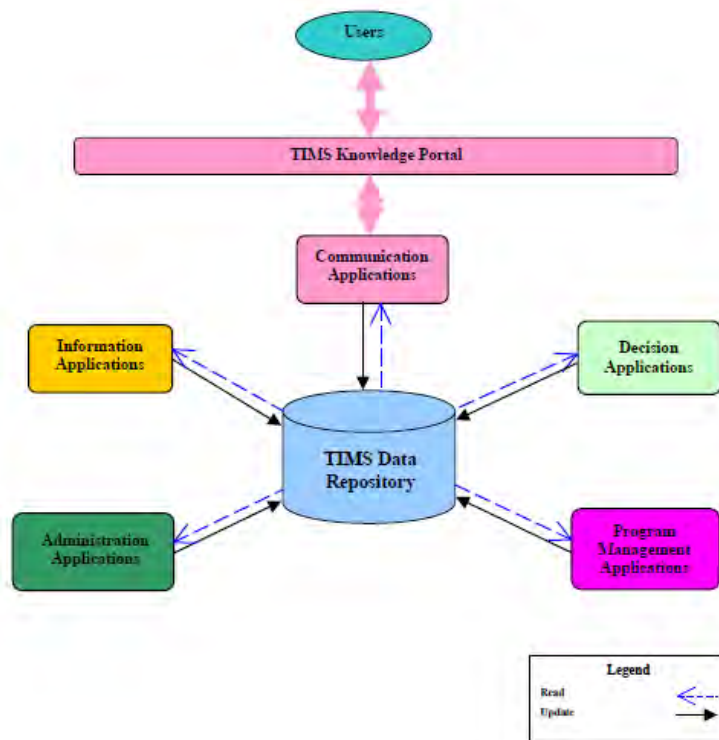 Users
TIMS Knowledge Portal
Communication
Applications
Information
Applications
Decision
Applications
TIMS Data
Repository
Administration
Applications
Program
Management
Applications
Legend
Read
Update